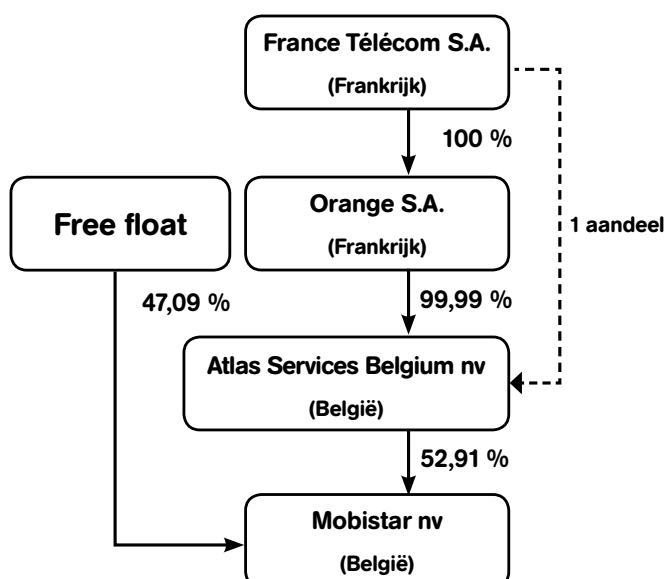 France Télécom S.A.
(Frankrijk)
100 %
Free float
Orange S.A.
(Frankrijk)
1 aandeel
47,09 %
99,99 %
Atlas Services Belgium nv
(België)
52,91 %
Mobistar nv
(België)